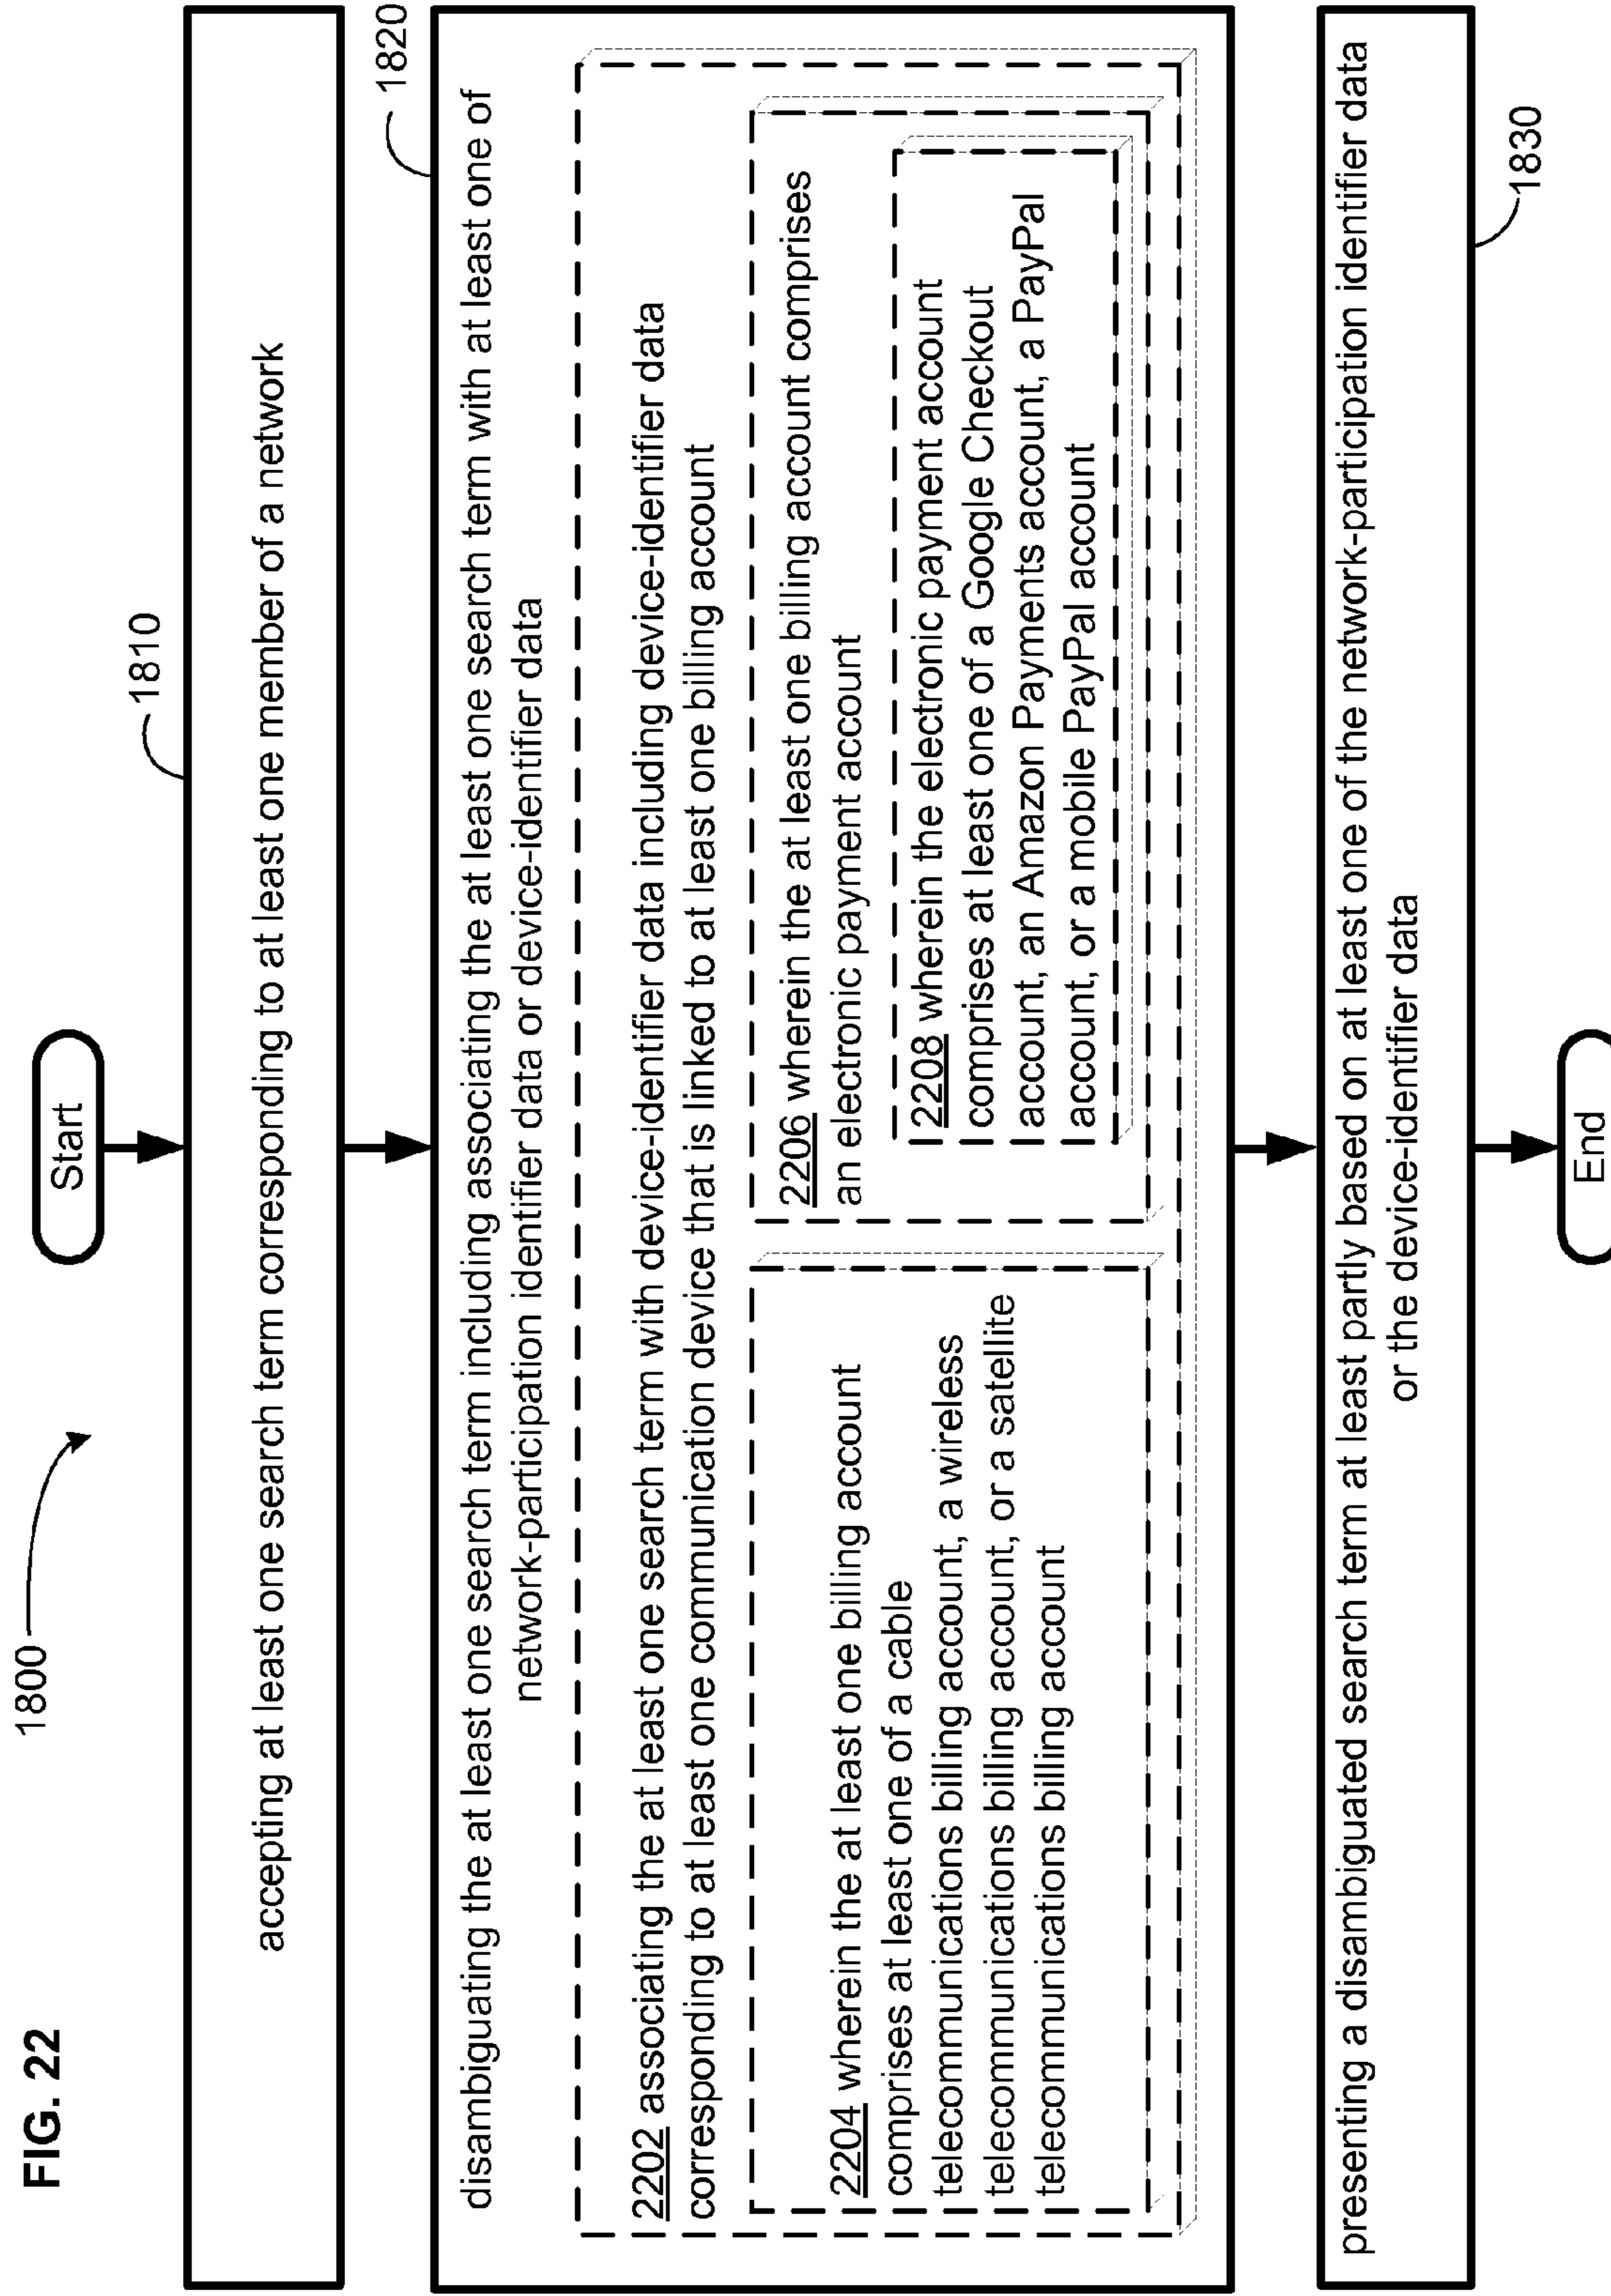 FIG. 22
1800
Start
1810
accepting at least one search term corresponding to at least one member of a network
1820
disambiguating the at least one search term including associating the at least one search term with at least one of
network-participation identifier data or device-identifier data
2202 associating the at least one search term with device-identifier data including device-identifier data
corresponding to at least one communication device that is linked to at least one billing account
2204 wherein the at least one billing account
comprises at least one of a cable
telecommunications billing account, a wireless
telecommunications billing account, or a satellite
telecommunications billing account
2206 wherein the at least one billing account comprises
an electronic payment account
2208 wherein the electronic payment account
comprises at least one of a Google Checkout
account, an Amazon Payments account, a PayPal
account, or a mobile PayPal account
presenting a disambiguated search term at least partly based on at least one of the network-participation identifier data
or the device-identifier data
1830
End